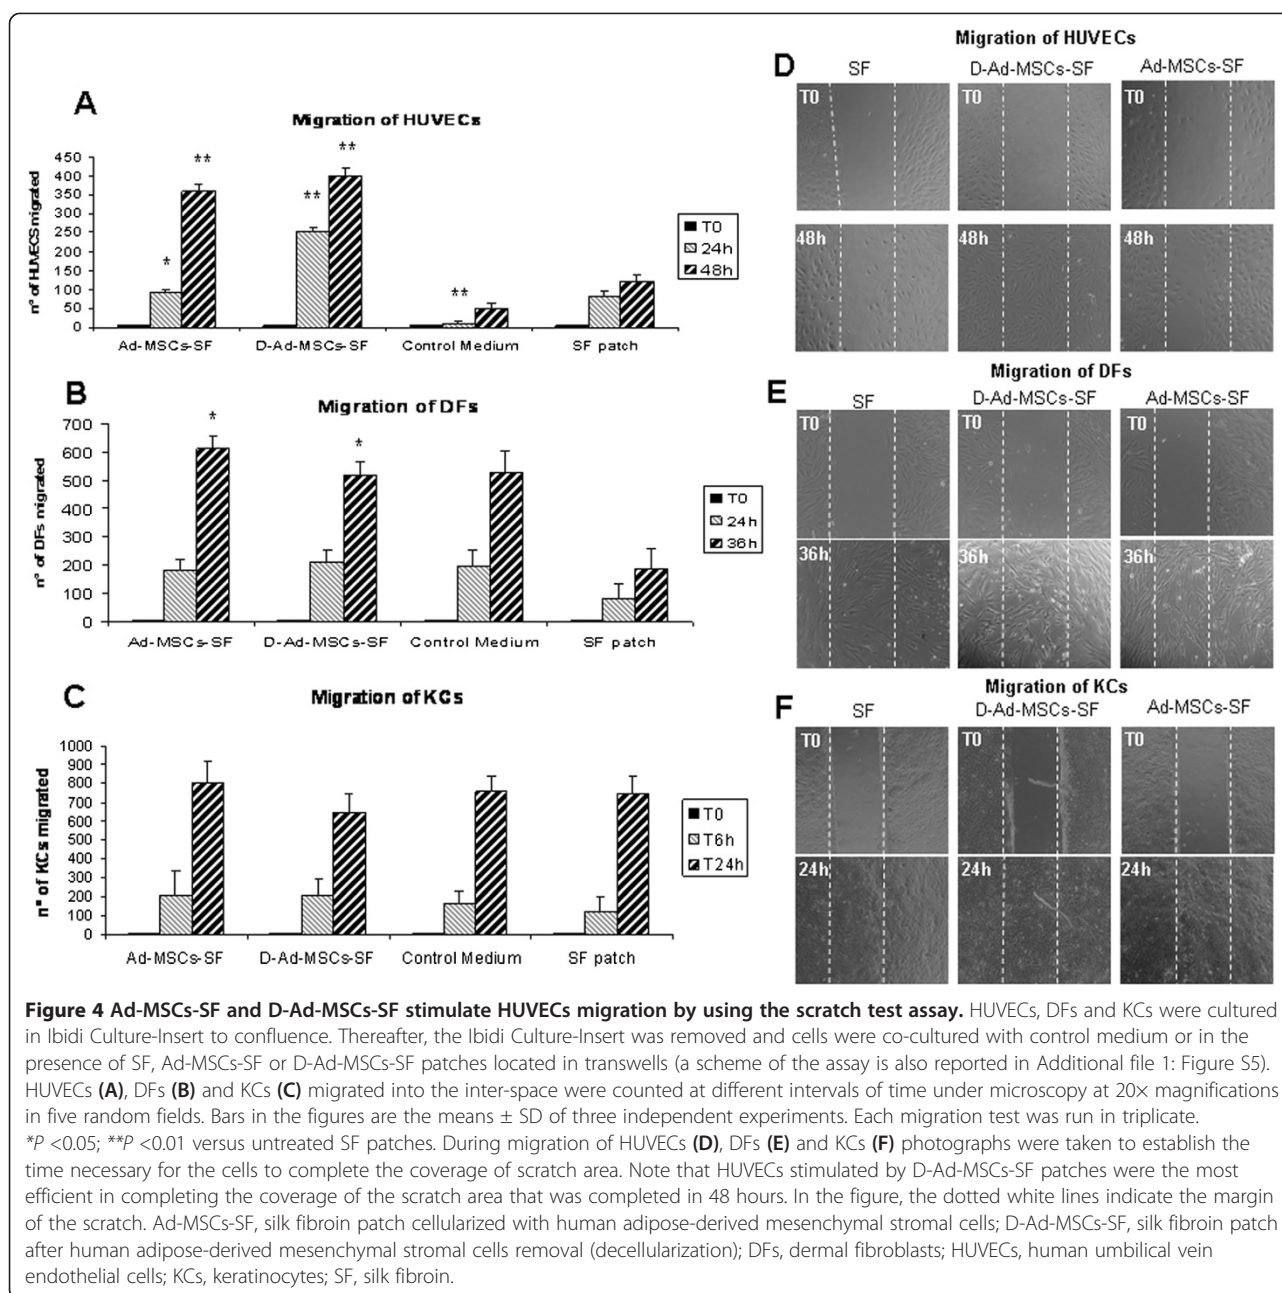 A
Migration of HUVECs
n° of HUVECS migrated
450
400
350
300
250
200
150
100
50
0
*
**
**
**
**
Ad-MSCs-SF
D-Ad-MSCs-SF
Control Medium
SF patch
T0
24h
48h
B
Migration of DFs
n° of DFs migrated
700
600
500
400
300
200
100
0
*
*
Ad-MSCs-SF
D-Ad-MSCs-SF
Control Medium
SF patch
T0
24h
36h
C
Migration of KCs
n° of KCs migrated
1000
900
800
700
600
500
400
300
200
100
0
Ad-MSCs-SF
D-Ad-MSCs-SF
Control Medium
SF patch
T0
T6h
T24h
Migration of HUVECs
D
SF
D-Ad-MSCs-SF
Ad-MSCs-SF
T0
T0
T0
48h
48h
48h
Migration of DFs
E
SF
D-Ad-MSCs-SF
Ad-MSCs-SF
T0
T0
T0
36h
36h
36h
Migration of KCs
F
SF
D-Ad-MSCs-SF
Ad-MSCs-SF
T0
T0
T0
24h
24h
24h
Figure 4 Ad-MSCs-SF and D-Ad-MSCs-SF stimulate HUVECs migration by using the scratch test assay. HUVECs, DFs and KCs were cultured
in Ibidi Culture-Insert to confluence. Thereafter, the Ibidi Culture-Insert was removed and cells were co-cultured with control medium or in the
presence of SF, Ad-MSCs-SF or D-Ad-MSCs-SF patches located in transwells (a scheme of the assay is also reported in Additional file 1: Figure S5).
HUVECs (A), DFs (B) and KCs (C) migrated into the inter-space were counted at different intervals of time under microscopy at 20× magnifications
in five random fields. Bars in the figures are the means ± SD of three independent experiments. Each migration test was run in triplicate.
*P <0.05; **P <0.01 versus untreated SF patches. During migration of HUVECs (D), DFs (E) and KCs (F) photographs were taken to establish the
time necessary for the cells to complete the coverage of scratch area. Note that HUVECs stimulated by D-Ad-MSCs-SF patches were the most
efficient in completing the coverage of the scratch area that was completed in 48 hours. In the figure, the dotted white lines indicate the margin
of the scratch. Ad-MSCs-SF, silk fibroin patch cellularized with human adipose-derived mesenchymal stromal cells; D-Ad-MSCs-SF, silk fibroin patch
after human adipose-derived mesenchymal stromal cells removal (decellularization); DFs, dermal fibroblasts; HUVECs, human umbilical vein
endothelial cells; KCs, keratinocytes; SF, silk fibroin.